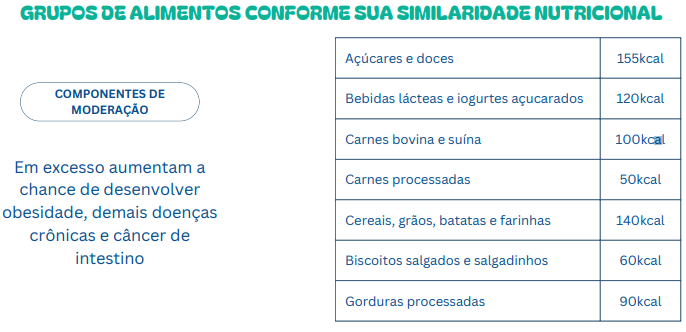 GRUPOS DE ALIMENTOS CONFORME SUA SIMILARIDADE NUTRICIONAL
COMPONENTES DE
MODERAÇÃO
Em excesso aumentam a
chance de desenvolver
obesidade, demais doenças
crônicas e câncer de
intestino
Açúcares e doces 155kcal
Bebidas lácteas e iogurtes açucarados 120kcal
Carnes bovina e suína 100kcal
Carnes processadas 50kcal
Cereais, grãos, batatas e farinhas 140kcal
Biscoitos salgados e salgadinhos 60kcal
Gorduras processadas 90kcal